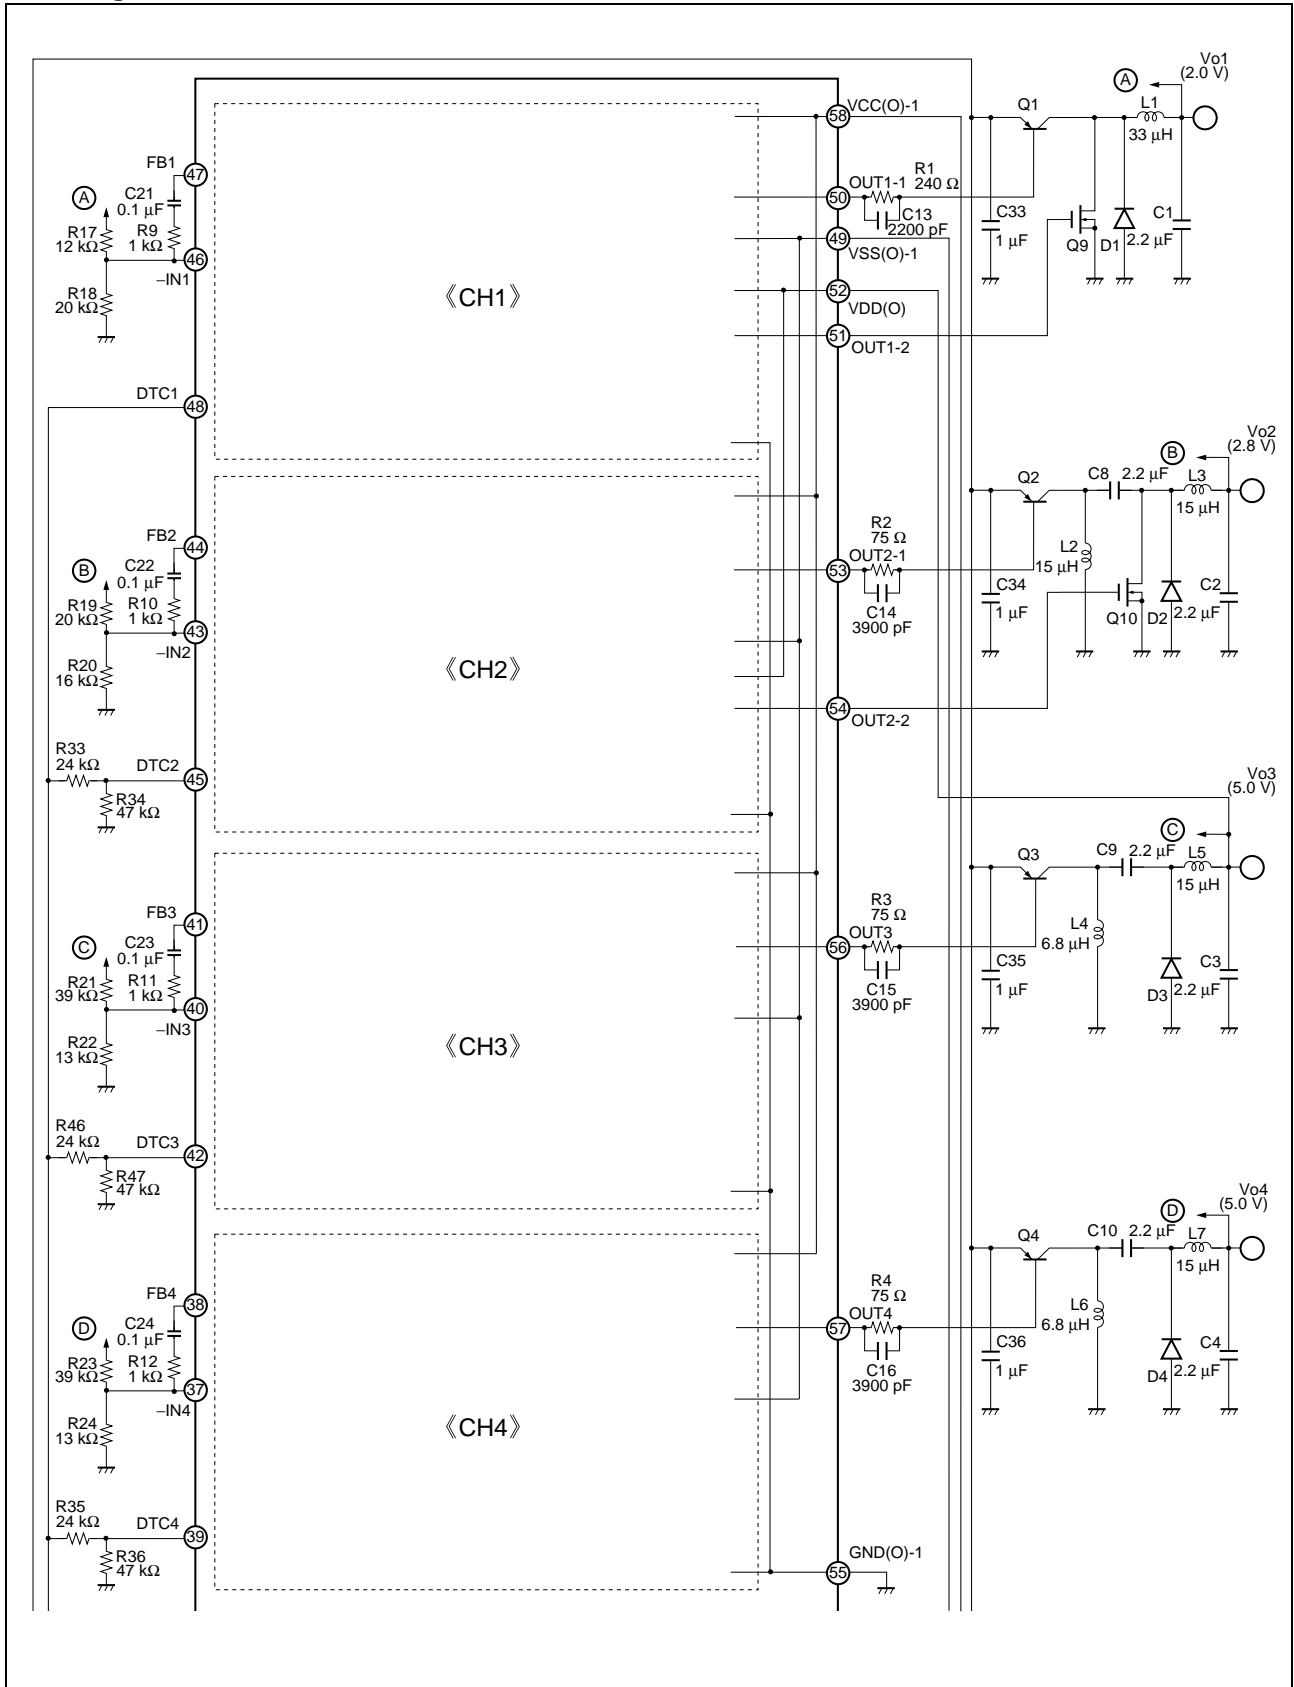 Vo1
(2.0 V)
A
L1
33 µH
Q1
58
VCC(O)-1
FB1
47
A
C21
0.1 µF
R17
12 kΩ
R9
1 kΩ
46
−IN1
R18
20 kΩ
《CH1》
R1
240 Ω
50
OUT1-1
C13
2200 pF
49
VSS(O)-1
52
VDD(O)
51
OUT1-2
C33
1 µF
Q9
D1
C1
2.2 µF
DTC1
48
Vo2
(2.8 V)
B
C8
2.2 µF
L3
15 µH
Q2
FB2
44
B
C22
0.1 µF
R19
20 kΩ
R10
1 kΩ
43
−IN2
R20
16 kΩ
《CH2》
R2
75 Ω
OUT2-1
53
C14
3900 pF
C34
1 µF
L2
15 µH
Q10
D2
C2
2.2 µF
54
OUT2-2
R33
24 kΩ
DTC2
45
R34
47 kΩ
Vo3
(5.0 V)
C
C9
2.2 µF
L5
15 µH
Q3
FB3
41
C
C23
0.1 µF
R21
39 kΩ
R11
1 kΩ
40
−IN3
R22
13 kΩ
《CH3》
R3
75 Ω
OUT3
56
C15
3900 pF
C35
1 µF
L4
6.8 µH
D3
C3
2.2 µF
R46
24 kΩ
DTC3
42
R47
47 kΩ
Vo4
(5.0 V)
D
C10
2.2 µF
L7
15 µH
Q4
FB4
38
D
C24
0.1 µF
R23
39 kΩ
R12
1 kΩ
37
−IN4
R24
13 kΩ
《CH4》
R4
75 Ω
OUT4
57
C16
3900 pF
C36
1 µF
L6
6.8 µH
D4
C4
2.2 µF
R35
24 kΩ
DTC4
39
R36
47 kΩ
GND(O)-1
55